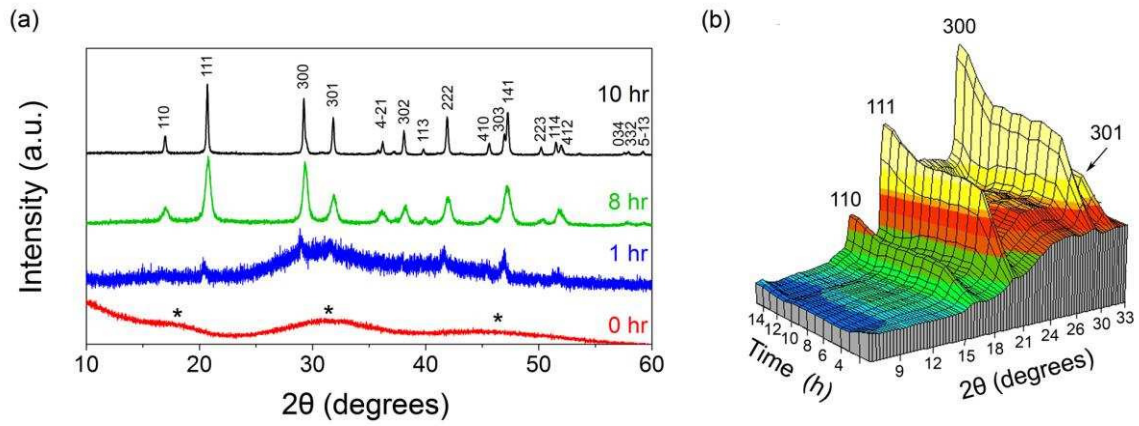 (a)
Intensity (a.u.)
110
111
300
301
4-21
302
113
222
410
303
141
223
114
412
034
332
5-13
10 hr
8 hr
1 hr
0 hr
*
*
*
10 20 30 40 50 60
2θ (degrees)
(b)
300
111
301
110
14 12 10 8 6 4
Time (h)
9 12 15 18 21 24 26 30 33
2θ (degrees)